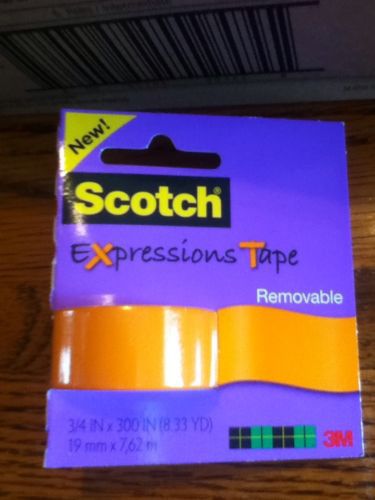 New!
Scotch®
Expressions Tape
Removable
3/4 IN x 300 IN (8.33 YD)
19 mm x 7,62 m
3M